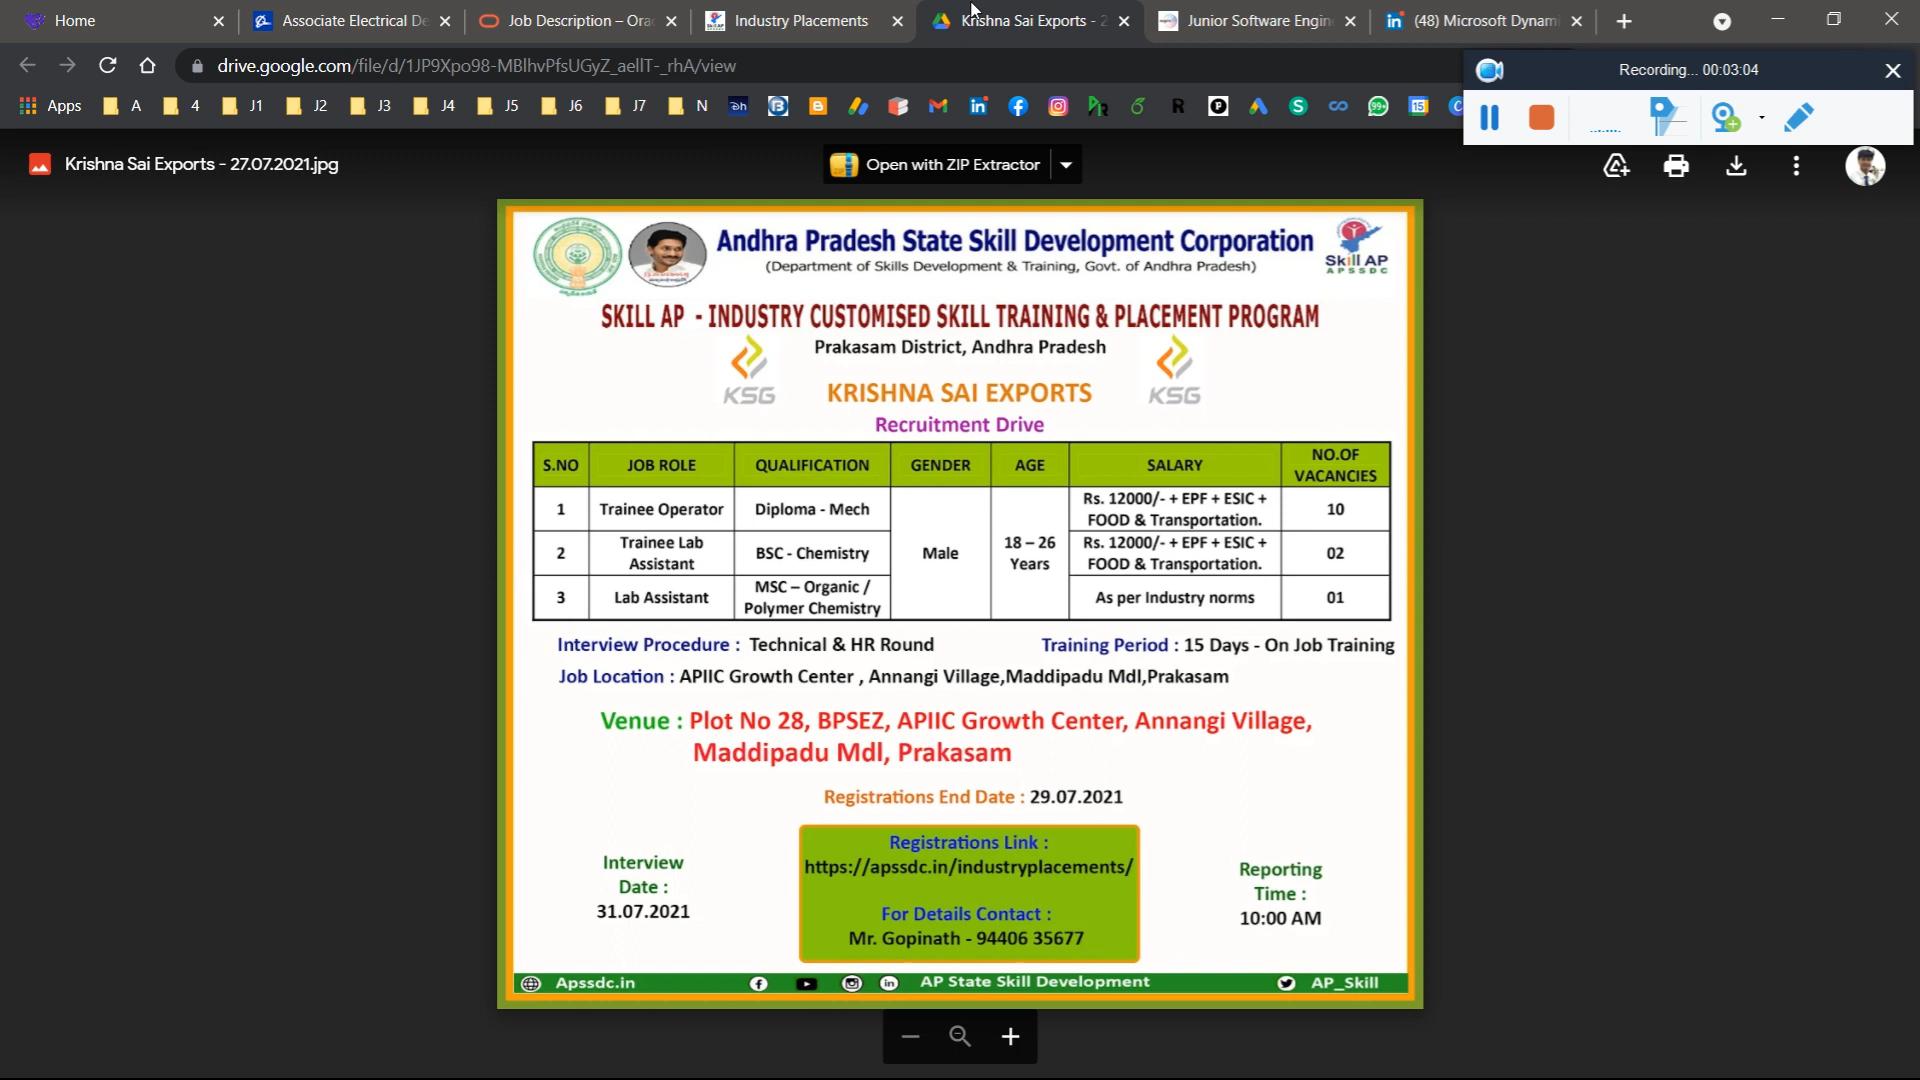 Home
Associate Electrical De
Job Description – Orac
Industry Placements
Krishna Sai Exports - 2
Junior Software Engin
(48) Microsoft Dynam
drive.google.com/file/d/1JP9Xpo98-MBlhvPfsUGyZ_aellT-_rhA/view
Recording... 00:03:04
Apps A 4 J1 J2 J3 J4 J5 J6 J7 N
Krishna Sai Exports - 27.07.2021.jpg
Open with ZIP Extractor
Andhra Pradesh State Skill Development Corporation
(Department of Skills Development & Training, Govt. of Andhra Pradesh)
Skill AP
APSSDC
SKILL AP - INDUSTRY CUSTOMISED SKILL TRAINING & PLACEMENT PROGRAM
Prakasam District, Andhra Pradesh
KSG
KRISHNA SAI EXPORTS
KSG
Recruitment Drive
S.NO JOB ROLE QUALIFICATION GENDER AGE SALARY NO.OF VACANCIES
1 Trainee Operator Diploma - Mech Rs. 12000/- + EPF + ESIC + FOOD & Transportation. 10
2 Trainee Lab Assistant BSC - Chemistry Male 18 – 26 Years Rs. 12000/- + EPF + ESIC + FOOD & Transportation. 02
3 Lab Assistant MSC – Organic / Polymer Chemistry As per Industry norms 01
Interview Procedure : Technical & HR Round
Training Period : 15 Days - On Job Training
Job Location : APIIC Growth Center , Annangi Village,Maddipadu Mdl,Prakasam
Venue : Plot No 28, BPSEZ, APIIC Growth Center, Annangi Village,
Maddipadu Mdl, Prakasam
Registrations End Date : 29.07.2021
Interview
Date :
31.07.2021
Registrations Link :
https://apssdc.in/industryplacements/
For Details Contact :
Mr. Gopinath - 94406 35677
Reporting
Time :
10:00 AM
Apssdc.in
AP State Skill Development
AP_Skill